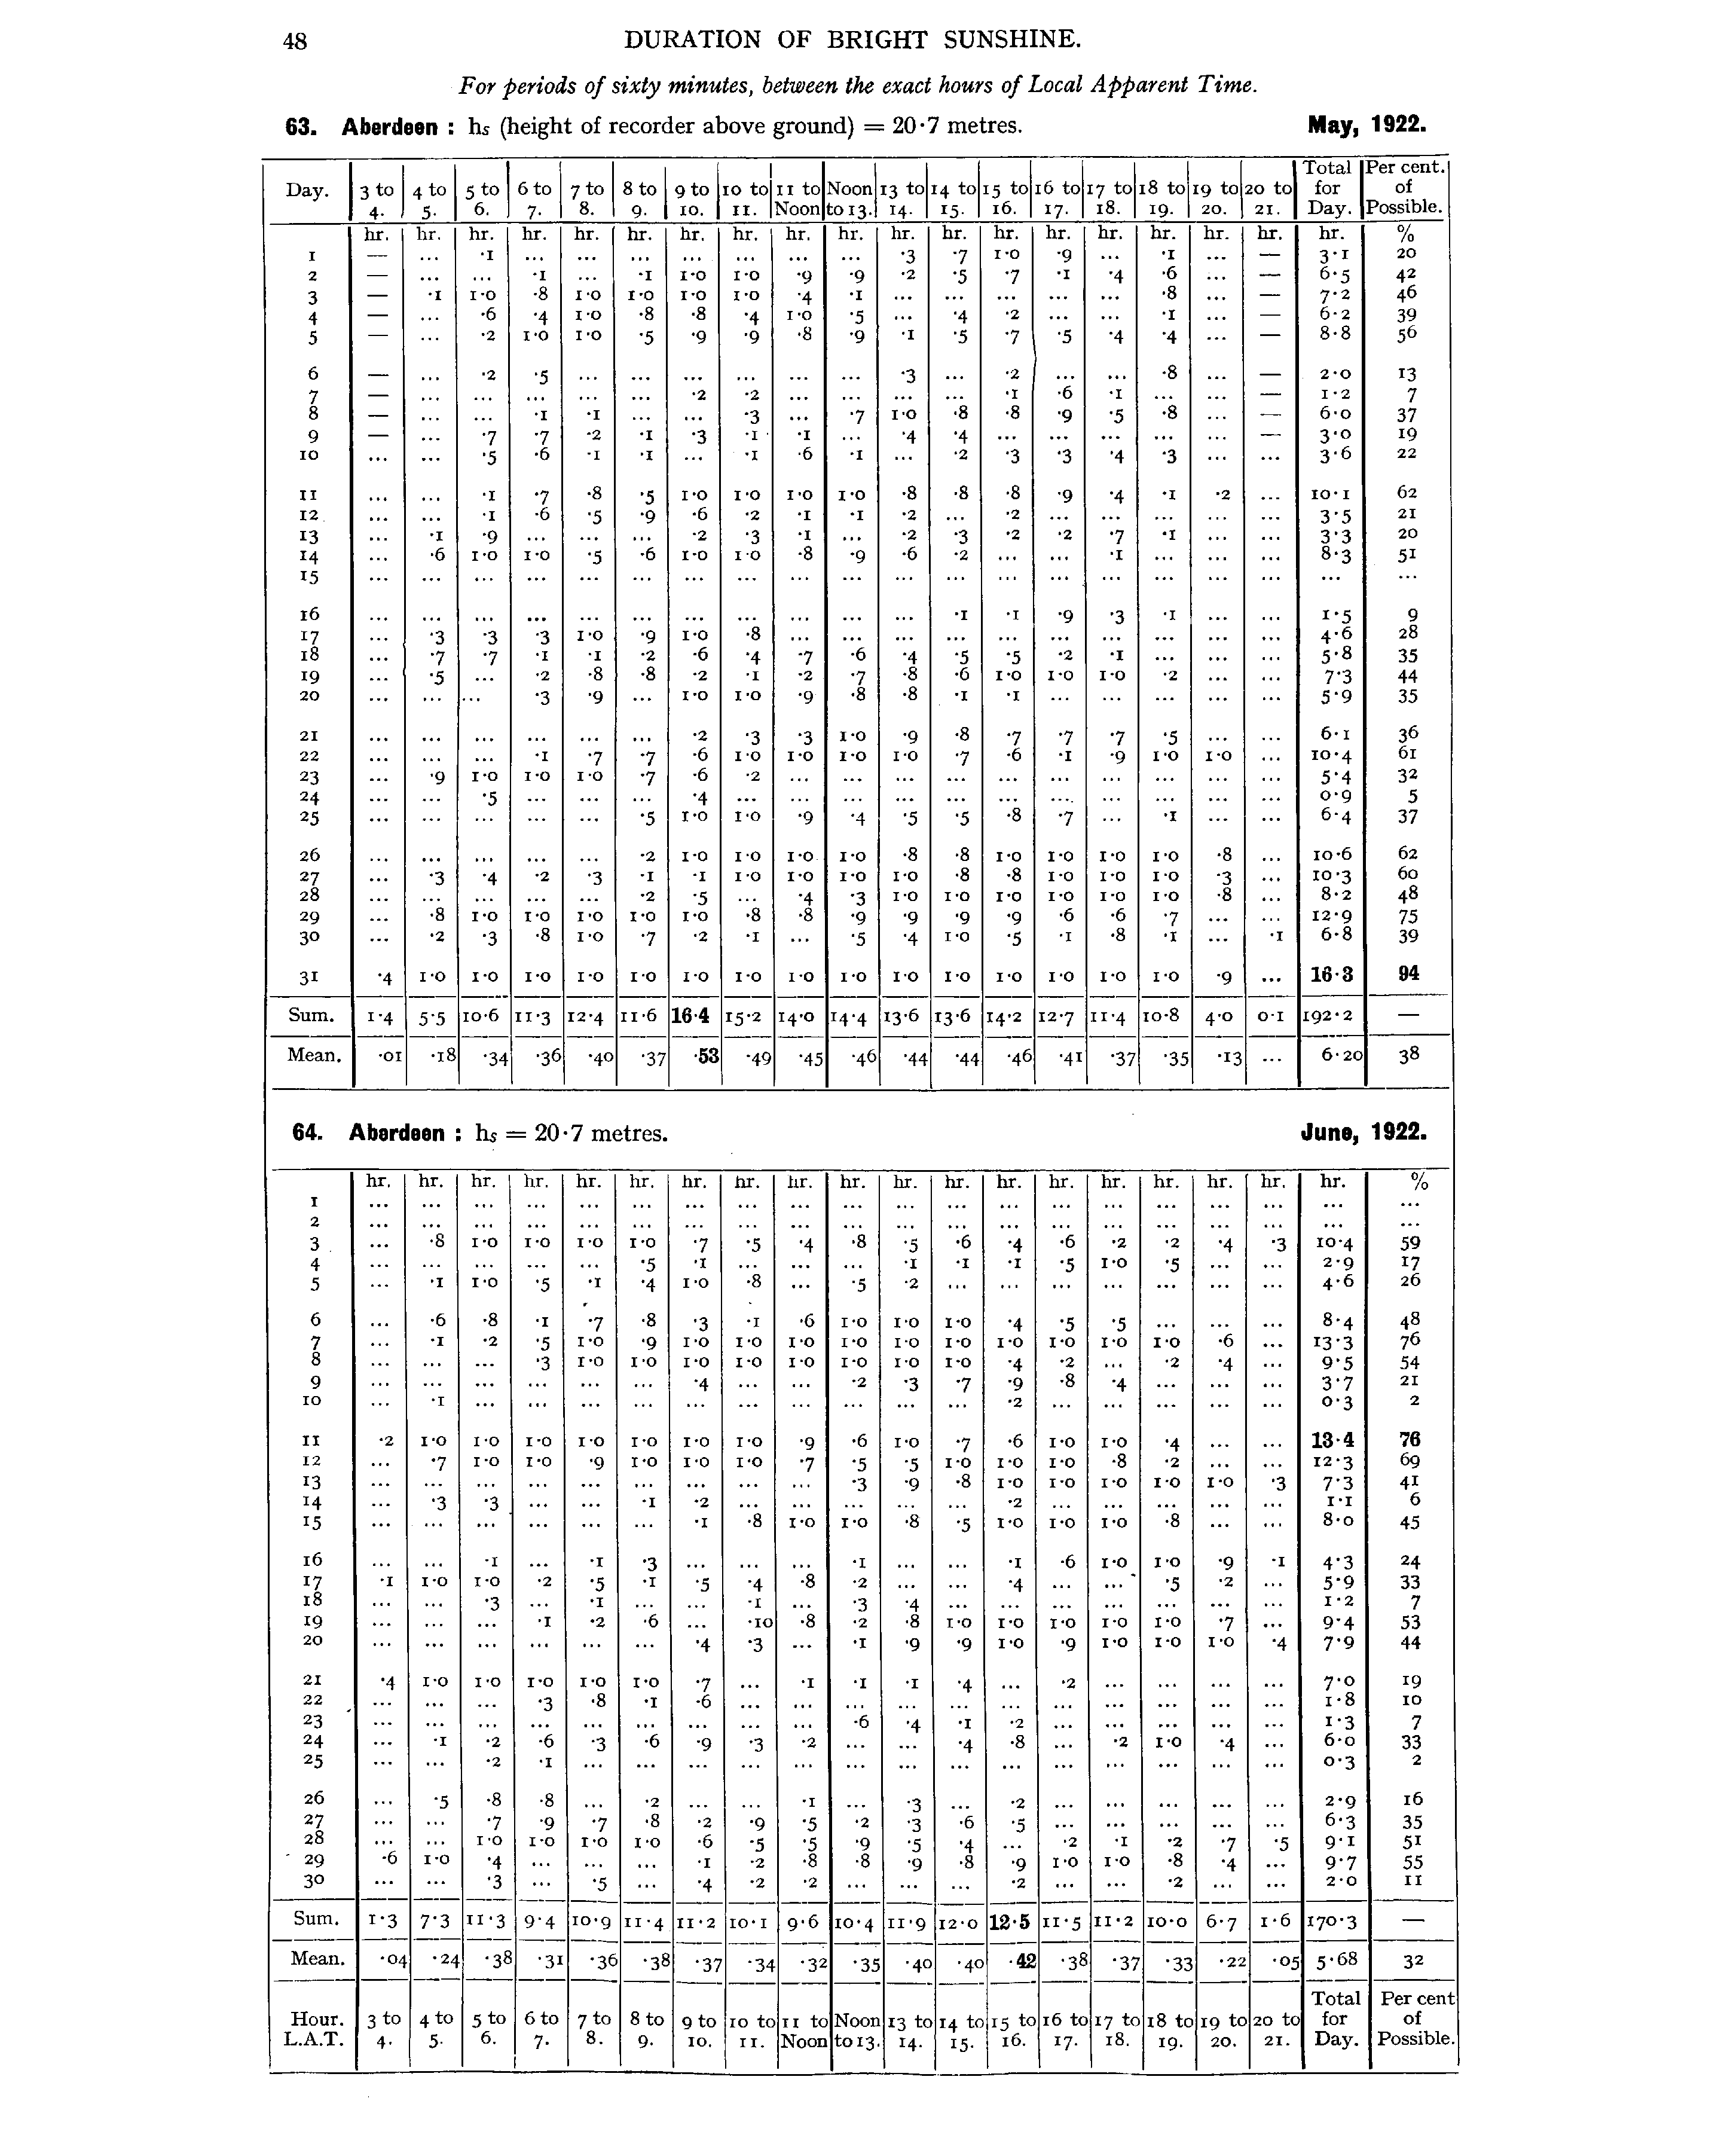 48 DURATION OF BRIGHT SUNSHINE.
For periods of sixty minutes, between the exact hours of Local Apparent Time.
63. Aberdeen : hs (height of recorder above ground) = 20·7 metres. May, 1922.
Day. 3 to 4. 4 to 5. 5 to 6. 6 to 7. 7 to 8. 8 to 9. 9 to 10. 10 to 11. 11 to Noon Noon to 13. 13 to 14. 14 to 15. 15 to 16. 16 to 17. 17 to 18. 18 to 19. 19 to 20. 20 to 21. Total for Day. Per cent. of Possible.
hr. hr. hr. hr. hr. hr. hr. hr. hr. hr. hr. hr. hr. hr. hr. hr. hr. hr. hr. %
1 — ... ·1 ... ... ... ... ... ... ... ·3 ·7 1·0 ·9 ... ·1 ... — 3·1 20
2 — ... ... ·1 ... ·1 1·0 1·0 ·9 ·9 ·2 ·5 ·7 ·1 ·4 ·6 ... — 6·5 42
3 — ·1 1·0 ·8 1·0 1·0 1·0 1·0 ·4 ·1 ... ... ... ... ... ·8 ... — 7·2 46
4 — ... ·6 ·4 1·0 ·8 ·8 ·4 1·0 ·5 ... ·4 ·2 ... ... ·1 ... — 6·2 39
5 — ... ·2 1·0 1·0 ·5 ·9 ·9 ·8 ·9 ·1 ·5 ·7 ·5 ·4 ·4 ... — 8·8 56
6 — ... ·2 ·5 ... ... ... ... ... ... ·3 ... ·2 ... ... ·8 ... — 2·0 13
7 — ... ... ... ... ... ·2 ·2 ... ... ... ... ·1 ·6 ·1 ... ... — 1·2 7
8 — ... ... ·1 ·1 ... ... ·3 ... ·7 1·0 ·8 ·8 ·9 ·5 ·8 ... — 6·0 37
9 — ... ·7 ·7 ·2 ·1 ·3 ·1 ·1 ... ·4 ·4 ... ... ... ... ... — 3·0 19
10 ... ... ·5 ·6 ·1 ·1 ... ·1 ·6 ·1 ... ·2 ·3 ·3 ·4 ·3 ... ... 3·6 22
11 ... ... ·1 ·7 ·8 ·5 1·0 1·0 1·0 1·0 ·8 ·8 ·8 ·9 ·4 ·1 ·2 ... 10·1 62
12 ... ... ·1 ·6 ·5 ·9 ·6 ·2 ·1 ·1 ·2 ... ·2 ... ... ... ... ... 3·5 21
13 ... ·1 ·9 ... ... ... ·2 ·3 ·1 ... ·2 ·3 ·2 ·2 ·7 ·1 ... ... 3·3 20
14 ... ·6 1·0 1·0 ·5 ·6 1·0 1·0 ·8 ·9 ·6 ·2 ... ... ·1 ... ... ... 8·3 51
15 ... ... ... ... ... ... ... ... ... ... ... ... ... ... ... ... ... ... ... ...
16 ... ... ... ... ... ... ... ... ... ... ... ·1 ·1 ·9 ·3 ·1 ... ... 1·5 9
17 ... ·3 ·3 ·3 1·0 ·9 1·0 ·8 ... ... ... ... ... ... ... ... ... ... 4·6 28
18 ... ·7 ·7 ·1 ·1 ·2 ·6 ·4 ·7 ·6 ·4 ·5 ·5 ·2 ·1 ... ... ... 5·8 35
19 ... ·5 ... ·2 ·8 ·8 ·2 ·1 ·2 ·7 ·8 ·6 1·0 1·0 1·0 ·2 ... ... 7·3 44
20 ... ... ... ·3 ·9 ... 1·0 1·0 ·9 ·8 ·8 ·1 ·1 ... ... ... ... ... 5·9 35
21 ... ... ... ... ... ... ·2 ·3 ·3 1·0 ·9 ·8 ·7 ·7 ·7 ·5 ... ... 6·1 36
22 ... ... ... ·1 ·7 ·7 ·6 1·0 1·0 1·0 1·0 ·7 ·6 ·1 ·9 1·0 1·0 ... 10·4 61
23 ... ·9 1·0 1·0 1·0 ·7 ·6 ·2 ... ... ... ... ... ... ... ... ... ... 5·4 32
24 ... ... ·5 ... ... ... ·4 ... ... ... ... ... ... ... ... ... ... ... 0·9 5
25 ... ... ... ... ... ·5 1·0 1·0 ·9 ·4 ·5 ·5 ·8 ·7 ... ·1 ... ... 6·4 37
26 ... ... ... ... ... ·2 1·0 1·0 1·0 1·0 ·8 ·8 1·0 1·0 1·0 1·0 ·8 ... 10·6 62
27 ... ·3 ·4 ·2 ·3 ·1 ·1 1·0 1·0 1·0 1·0 ·8 ·8 1·0 1·0 1·0 ·3 ... 10·3 60
28 ... ... ... ... ... ·2 ·5 ... ·4 ·3 1·0 1·0 1·0 1·0 1·0 1·0 ·8 ... 8·2 48
29 ... ·8 1·0 1·0 1·0 1·0 1·0 ·8 ·8 ·9 ·9 ·9 ·9 ·6 ·6 ·7 ... ... 12·9 75
30 ... ·2 ·3 ·8 1·0 ·7 ·2 ·1 ... ·5 ·4 1·0 ·5 ·1 ·8 ·1 ... ·1 6·8 39
31 ·4 1·0 1·0 1·0 1·0 1·0 1·0 1·0 1·0 1·0 1·0 1·0 1·0 1·0 1·0 1·0 ·9 ... 16·3 94
Sum. 1·4 5·5 10·6 11·3 12·4 11·6 16·4 15·2 14·0 14·4 13·6 13·6 14·2 12·7 11·4 10·8 4·0 0·1 192·2 —
Mean. ·01 ·18 ·34 ·36 ·40 ·37 ·53 ·49 ·45 ·46 ·44 ·44 ·46 ·41 ·37 ·35 ·13 ... 6·20 38
64. Aberdeen : hs = 20·7 metres. June, 1922.
hr. hr. hr. hr. hr. hr. hr. hr. hr. hr. hr. hr. hr. hr. hr. hr. hr. hr. hr. %
1 ... ... ... ... ... ... ... ... ... ... ... ... ... ... ... ... ... ... ... ...
2 ... ... ... ... ... ... ... ... ... ... ... ... ... ... ... ... ... ... ... ...
3 ... ·8 1·0 1·0 1·0 1·0 ·7 ·5 ·4 ·8 ·5 ·6 ·4 ·6 ·2 ·2 ·4 ·3 10·4 59
4 ... ... ... ... ... ·5 ·1 ... ... ... ·1 ·1 ·1 ·5 1·0 ·5 ... ... 2·9 17
5 ... ·1 1·0 ·5 ·1 ·4 1·0 ·8 ... ·5 ·2 ... ... ... ... ... ... ... 4·6 26
6 ... ·6 ·8 ·1 ·7 ·8 ·3 ·1 ·6 1·0 1·0 1·0 ·4 ·5 ·5 ... ... ... 8·4 48
7 ... ·1 ·2 ·5 1·0 ·9 1·0 1·0 1·0 1·0 1·0 1·0 1·0 1·0 1·0 1·0 ·6 ... 13·3 76
8 ... ... ... ·3 1·0 1·0 1·0 1·0 1·0 1·0 1·0 1·0 ·4 ·2 ... ·2 ·4 ... 9·5 54
9 ... ... ... ... ... ... ·4 ... ... ·2 ·3 ·7 ·9 ·8 ·4 ... ... ... 3·7 21
10 ... ·1 ... ... ... ... ... ... ... ... ... ... ·2 ... ... ... ... ... 0·3 2
11 ·2 1·0 1·0 1·0 1·0 1·0 1·0 1·0 ·9 ·6 1·0 ·7 ·6 1·0 1·0 ·4 ... ... 13·4 76
12 ... ·7 1·0 1·0 ·9 1·0 1·0 1·0 ·7 ·5 ·5 1·0 1·0 1·0 ·8 ·2 ... ... 12·3 69
13 ... ... ... ... ... ... ... ... ... ·3 ·9 ·8 1·0 1·0 1·0 1·0 1·0 ·3 7·3 41
14 ... ·3 ·3 ... ... ·1 ·2 ... ... ... ... ... ·2 ... ... ... ... ... 1·1 6
15 ... ... ... ... ... ... ·1 ·8 1·0 1·0 ·8 ·5 1·0 1·0 1·0 ·8 ... ... 8·0 45
16 ... ... ·1 ... ·1 ·3 ... ... ... ·1 ... ... ·1 ·6 1·0 1·0 ·9 ·1 4·3 24
17 ·1 1·0 1·0 ·2 ·5 ·1 ·5 ·4 ·8 ·2 ... ... ·4 ... ... ·5 ·2 ... 5·9 33
18 ... ... ·3 ... ·1 ... ... ·1 ... ·3 ·4 ... ... ... ... ... ... ... 1·2 7
19 ... ... ... ·1 ·2 ·6 ... ·10 ·8 ·2 ·8 1·0 1·0 1·0 1·0 1·0 ·7 ... 9·4 53
20 ... ... ... ... ... ... ·4 ·3 ... ·1 ·9 ·9 1·0 ·9 1·0 1·0 1·0 ·4 7·9 44
21 ·4 1·0 1·0 1·0 1·0 1·0 ·7 ... ·1 ·1 ·1 ·4 ... ·2 ... ... ... ... 7·0 19
22 ... ... ... ·3 ·8 ·1 ·6 ... ... ... ... ... ... ... ... ... ... ... 1·8 10
23 ... ... ... ... ... ... ... ... ... ·6 ·4 ·1 ·2 ... ... ... ... ... 1·3 7
24 ... ·1 ·2 ·6 ·3 ·6 ·9 ·3 ·2 ... ... ·4 ·8 ... ·2 1·0 ·4 ... 6·0 33
25 ... ... ·2 ·1 ... ... ... ... ... ... ... ... ... ... ... ... ... ... 0·3 2
26 ... ·5 ·8 ·8 ... ·2 ... ... ·1 ... ·3 ... ·2 ... ... ... ... ... 2·9 16
27 ... ... ·7 ·9 ·7 ·8 ·2 ·9 ·5 ·2 ·3 ·6 ·5 ... ... ... ... ... 6·3 35
28 ... ... 1·0 1·0 1·0 1·0 ·6 ·5 ·5 ·9 ·5 ·4 ... ·2 ·1 ·2 ·7 ·5 9·1 51
29 ·6 1·0 ·4 ... ... ... ·1 ·2 ·8 ·8 ·9 ·8 ·9 1·0 1·0 ·8 ·4 ... 9·7 55
30 ... ... ·3 ... ·5 ... ·4 ·2 ·2 ... ... ... ·2 ... ... ·2 ... ... 2·0 11
Sum. 1·3 7·3 11·3 9·4 10·9 11·4 11·2 10·1 9·6 10·4 11·9 12·0 12·5 11·5 11·2 10·0 6·7 1·6 170·3 —
Mean. ·04 ·24 ·38 ·31 ·36 ·38 ·37 ·34 ·32 ·35 ·40 ·40 ·42 ·38 ·37 ·33 ·22 ·05 5·68 32
Hour. L.A.T. 3 to 4. 4 to 5. 5 to 6. 6 to 7. 7 to 8. 8 to 9. 9 to 10. 10 to 11. 11 to Noon Noon to 13. 13 to 14. 14 to 15. 15 to 16. 16 to 17. 17 to 18. 18 to 19. 19 to 20. 20 to 21. Total for Day. Per cent of Possible.